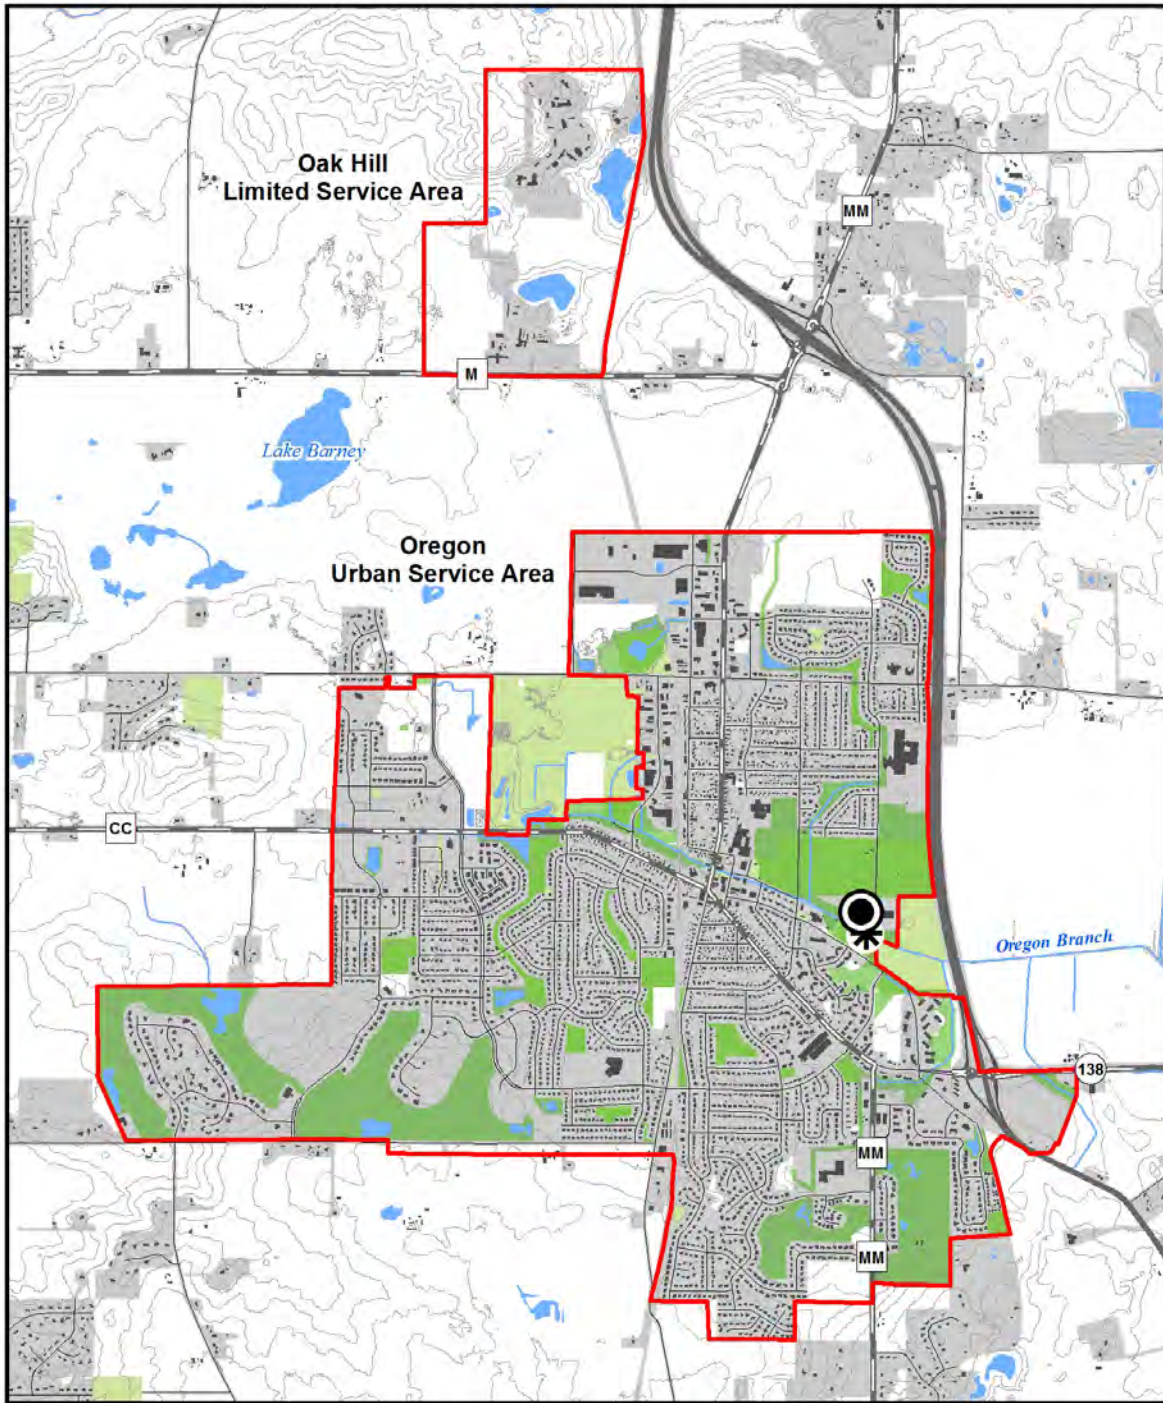 Oak Hill
Limited Service Area
MM
M
Lake Barney
Oregon
Urban Service Area
CC
Oregon Branch
138
MM
MM